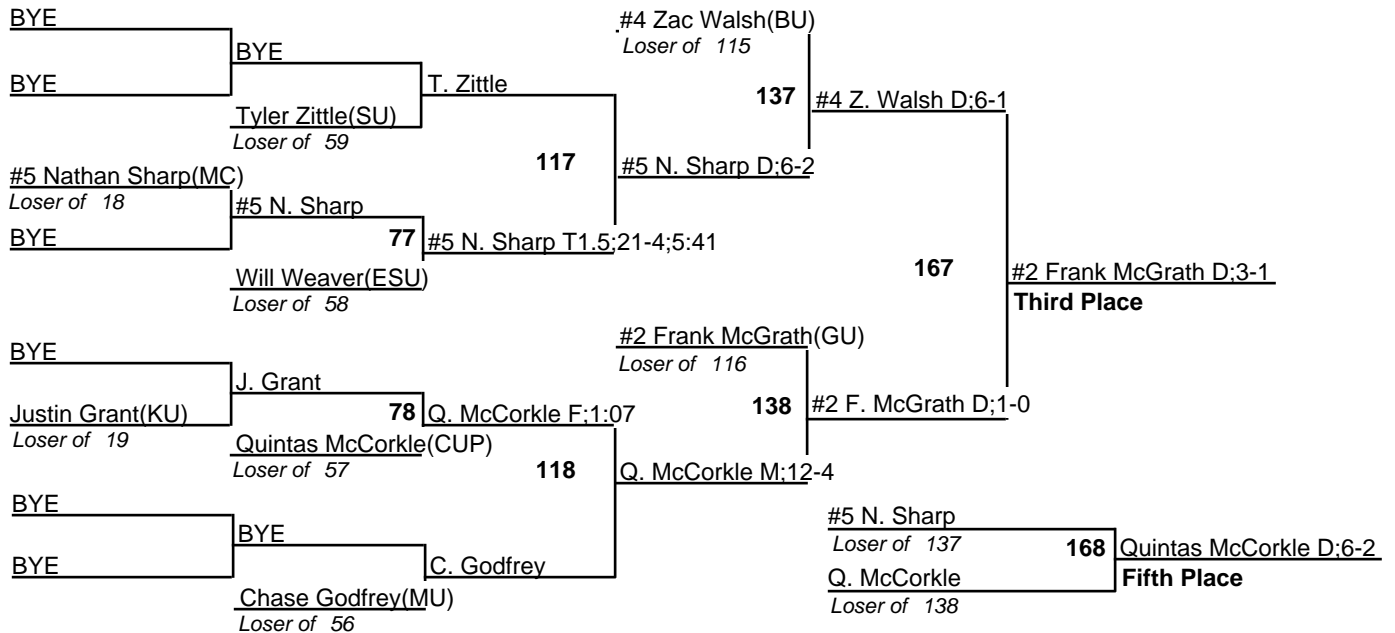 BYE
BYE
BYE
Tyler Zittle(SU)
Loser of 59
T. Zittle
#5 Nathan Sharp(MC)
Loser of 18
BYE
#5 N. Sharp
77
Will Weaver(ESU)
Loser of 58
#5 N. Sharp T1.5;21-4;5:41
117
#5 N. Sharp D;6-2
#4 Zac Walsh(BU)
Loser of 115
137
#4 Z. Walsh D;6-1
BYE
Justin Grant(KU)
Loser of 19
J. Grant
78
Quintas McCorkle(CUP)
Loser of 57
Q. McCorkle F;1:07
BYE
BYE
BYE
Chase Godfrey(MU)
Loser of 56
C. Godfrey
118
Q. McCorkle M;12-4
#2 Frank McGrath(GU)
Loser of 116
138
#2 F. McGrath D;1-0
167
#2 Frank McGrath D;3-1
Third Place
#5 N. Sharp
Loser of 137
Q. McCorkle
Loser of 138
168
Quintas McCorkle D;6-2
Fifth Place